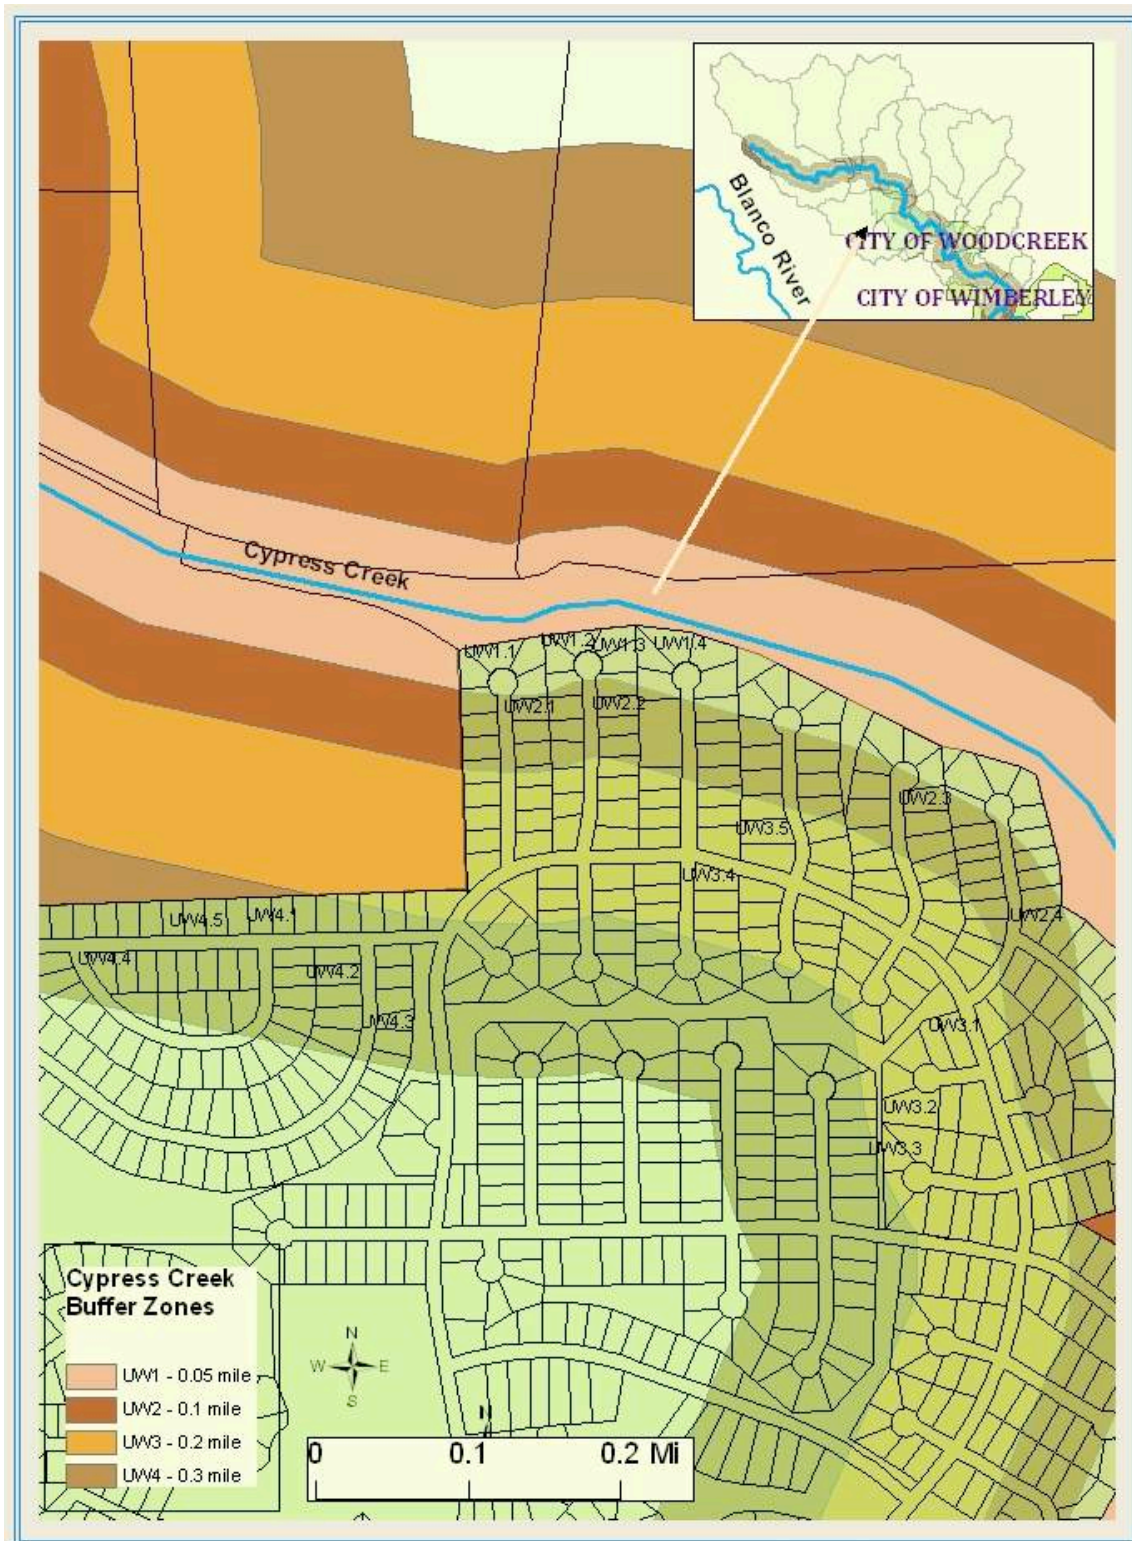 Blanco River
CITY OF WOODCREEK
CITY OF WIMBERLEY
Cypress Creek
UW1.1
UW1.2
UW1.3
UW1.4
UW2.1
UW2.2
UW2.3
UW3.5
UW3.4
UW2.4
UW4.5
UW4.1
UW4.4
UW4.2
UW4.3
UW3.1
UW3.2
UW3.3
Cypress Creek
Buffer Zones
UW1 - 0.05 mile
UW2 - 0.1 mile
UW3 - 0.2 mile
UW4 - 0.3 mile
N
W E
S
0 0.1 0.2 Mi